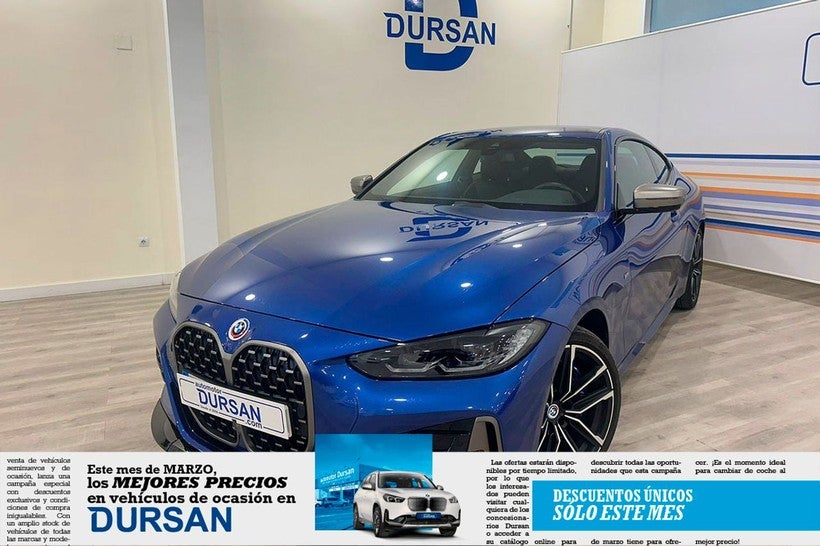 DURSAN
DURSAN
automotor
DURSAN
.com
venta de vehículos
seminuevos y de
ocasión, lanza una
campaña especial
con descuentos
exclusivos y condi-
ciones de compra
inigualables. Con
un amplio stock de
vehículos de todas
las marcas y mode-
Este mes de MARZO,
los MEJORES PRECIOS
en vehículos de ocasión en
DURSAN
automotor Dursan
Las ofertas estarán dispo-
nibles por tiempo limitado,
por lo que
los interesa-
dos pueden
visitar cual-
quiera de los
concesiona-
rios Dursan
o acceder a
su catálogo online para
descubrir todas las oportu-
nidades que esta campaña
cer. ¡Es el momento ideal
para cambiar de coche al
DESCUENTOS ÚNICOS
SÓLO ESTE MES
de marzo tiene para ofre-
mejor precio!